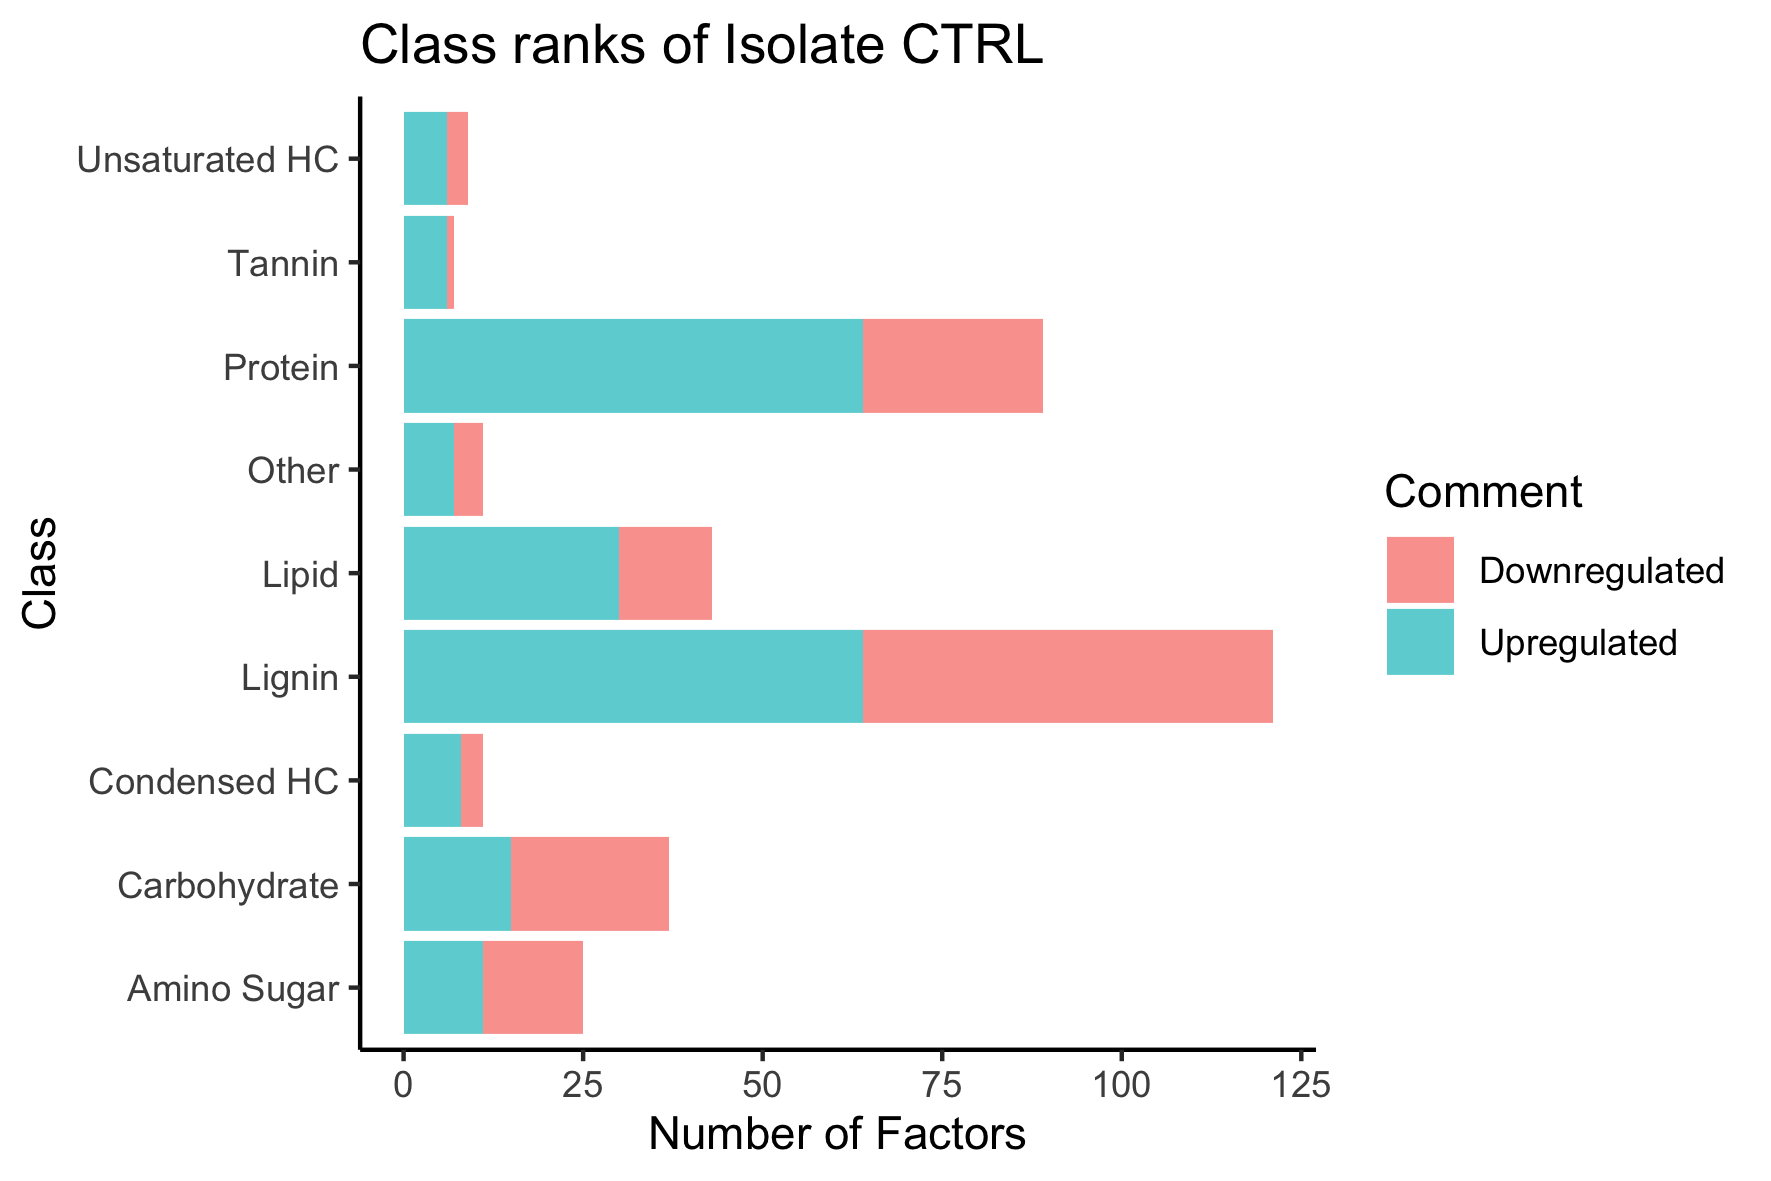 Class ranks of Isolate CTRL
Class
Unsaturated HC
Tannin
Protein
Other
Lipid
Lignin
Condensed HC
Carbohydrate
Amino Sugar
0 25 50 75 100 125
Number of Factors
Comment
Downregulated
Upregulated